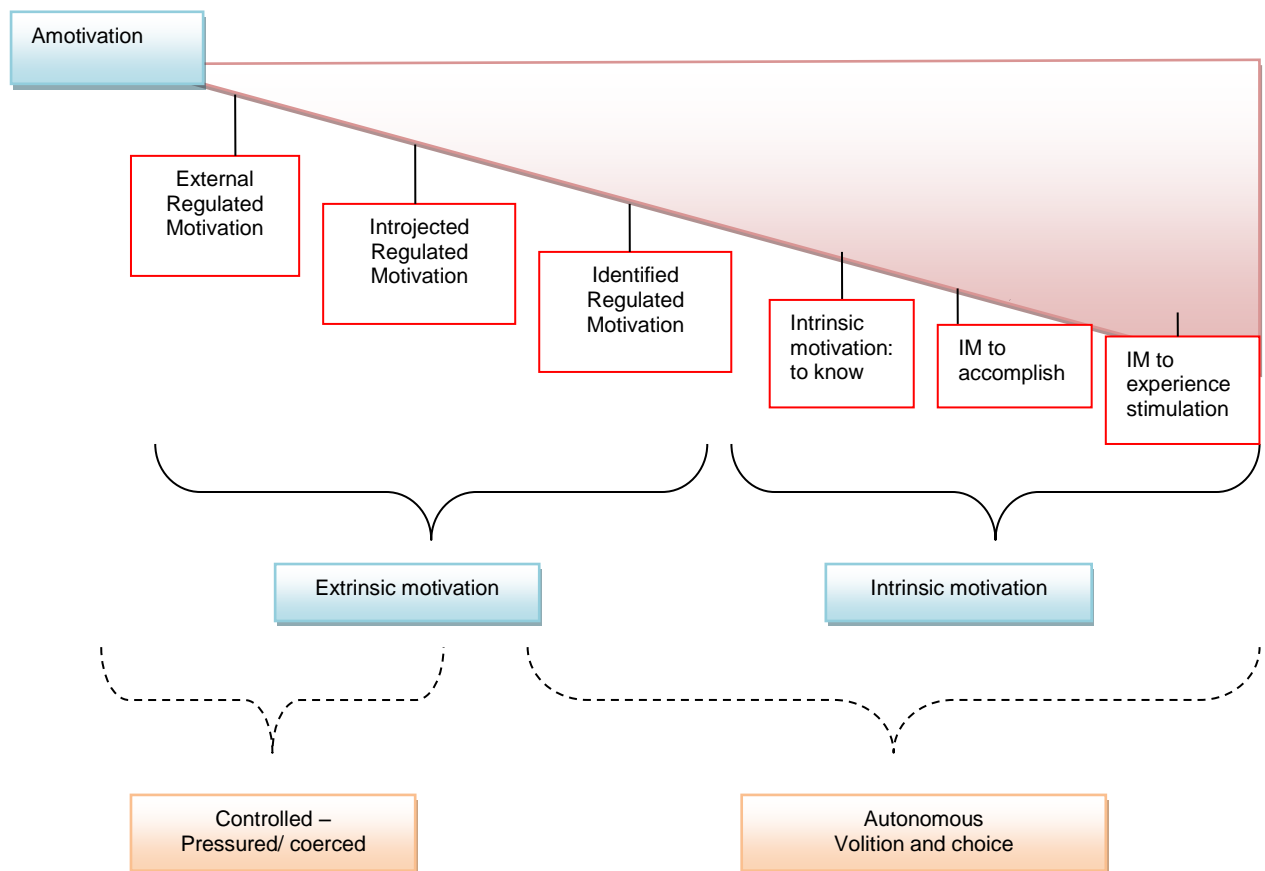 Amotivation
External
Regulated
Motivation
Introjected
Regulated
Motivation
Identified
Regulated
Motivation
Intrinsic
motivation:
to know
IM to
accomplish
IM to
experience
stimulation
Extrinsic motivation
Intrinsic motivation
Controlled –
Pressured/ coerced
Autonomous
Volition and choice